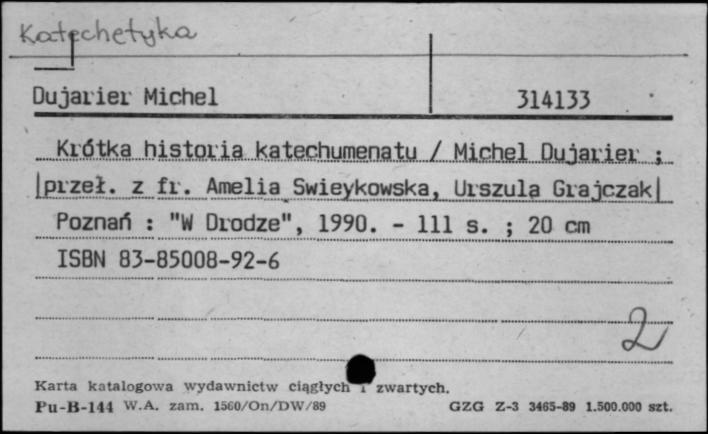 Katechetyka
Dujarier Michel 314133
Krótka historia katechumenatu / Michel Dujarier ;
|przeł. z fr. Amelia Swieykowska, Urszula Grajczak|
Poznań : "W Drodze", 1990. - 111 s. ; 20 cm
ISBN 83-85008-92-6
2
Karta katalogowa wydawnictw ciągłych i zwartych.
Pu-B-144 W.A. zam. 1560/On/DW/89 GZG Z-3 3465-89 1.500.000 szt.